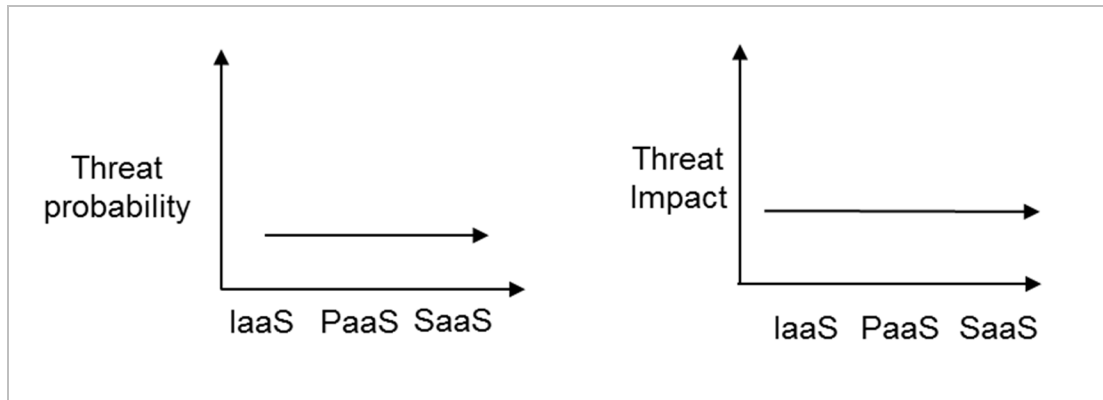 Threat
probability
IaaS PaaS SaaS
Threat
Impact
IaaS PaaS SaaS